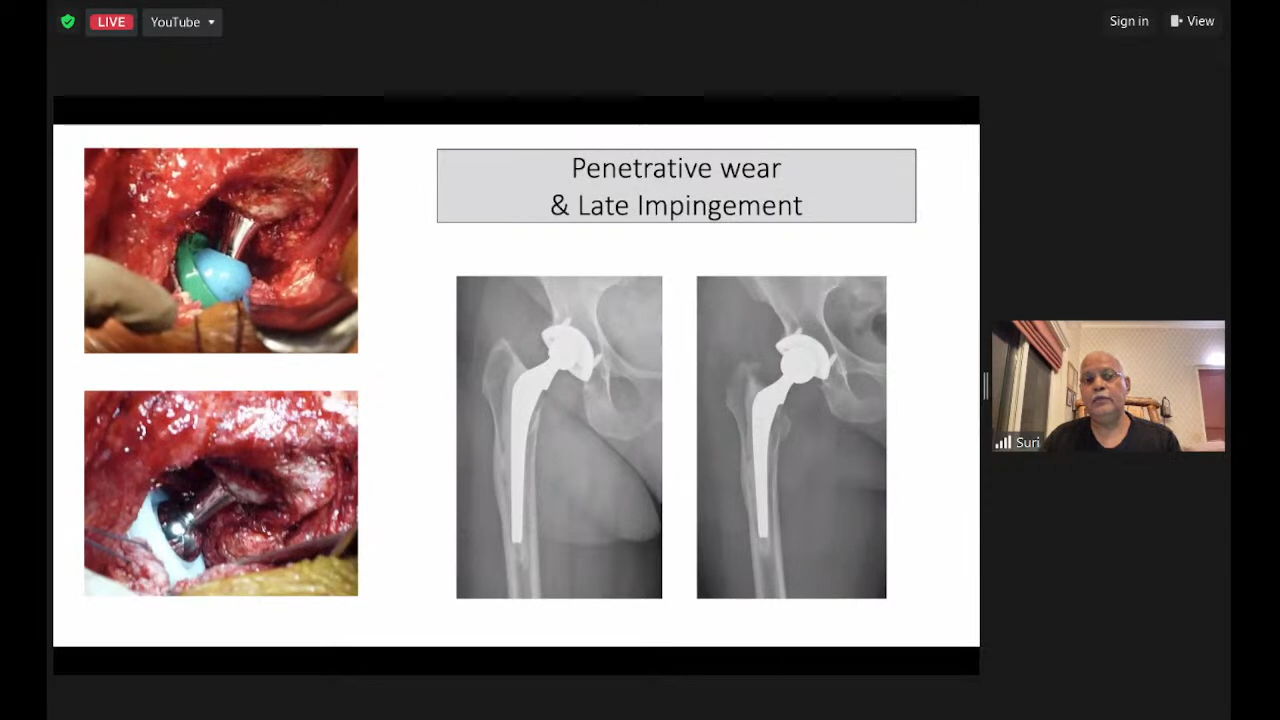 LIVE
YouTube
Sign in
View
Penetrative wear
& Late Impingement
Suri